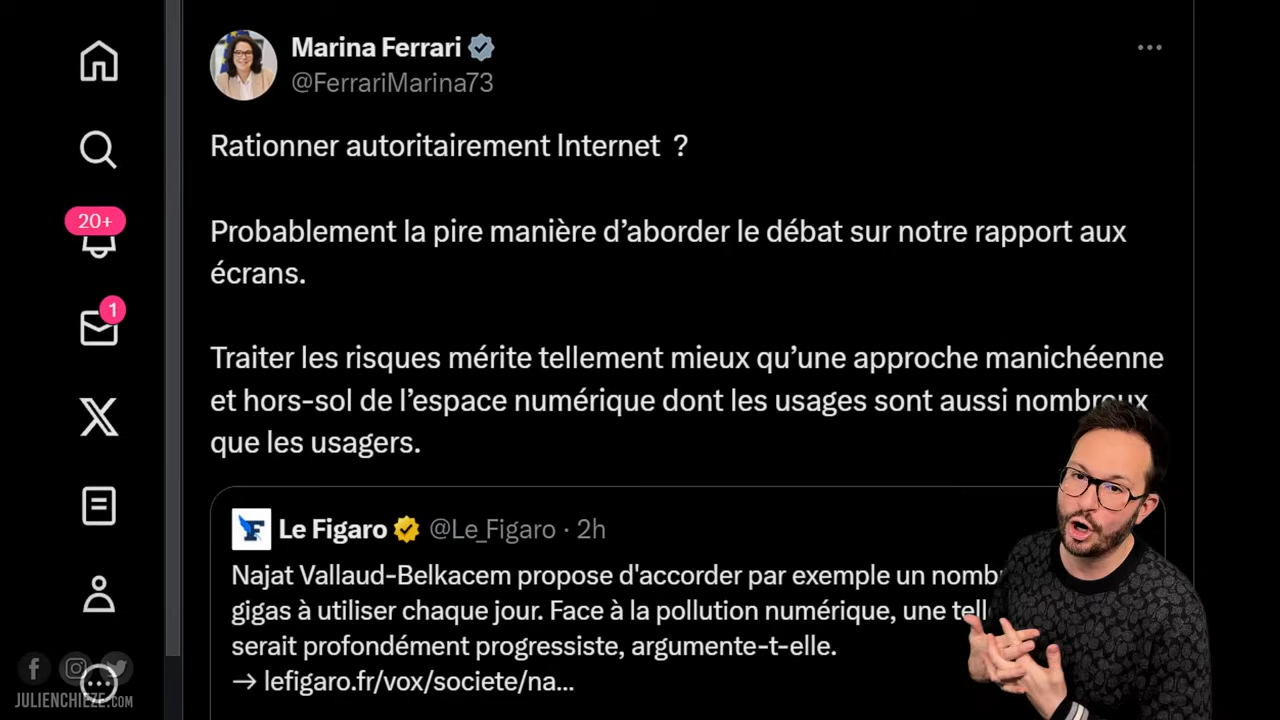 Marina Ferrari
@FerrariMarina73
Rationner autoritairement Internet ?
Probablement la pire manière d’aborder le débat sur notre rapport aux
écrans.
Traiter les risques mérite tellement mieux qu’une approche manichéenne
et hors-sol de l’espace numérique dont les usages sont aussi nombreux
que les usagers.
20+
1
Le Figaro @Le_Figaro · 2h
Najat Vallaud-Belkacem propose d'accorder par exemple un
gigas à utiliser chaque jour. Face à la pollution numérique, une
serait profondément progressiste, argumente-t-elle.
→ lefigaro.fr/vox/societe/na...
JULIENCHIEZE.COM